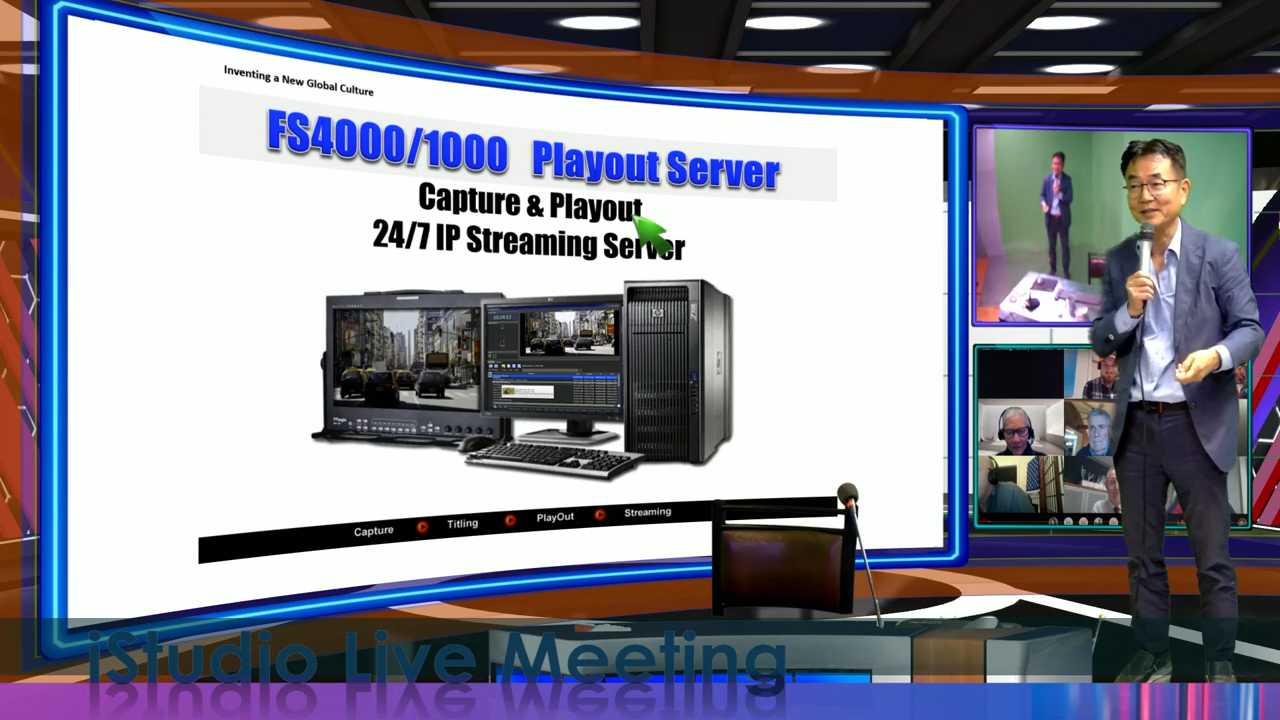 Inventing a New Global Culture
FS4000/1000 Playout Server
Capture & Playout
24/7 IP Streaming Server
Capture Titling PlayOut Streaming
iStudio Live Meeting